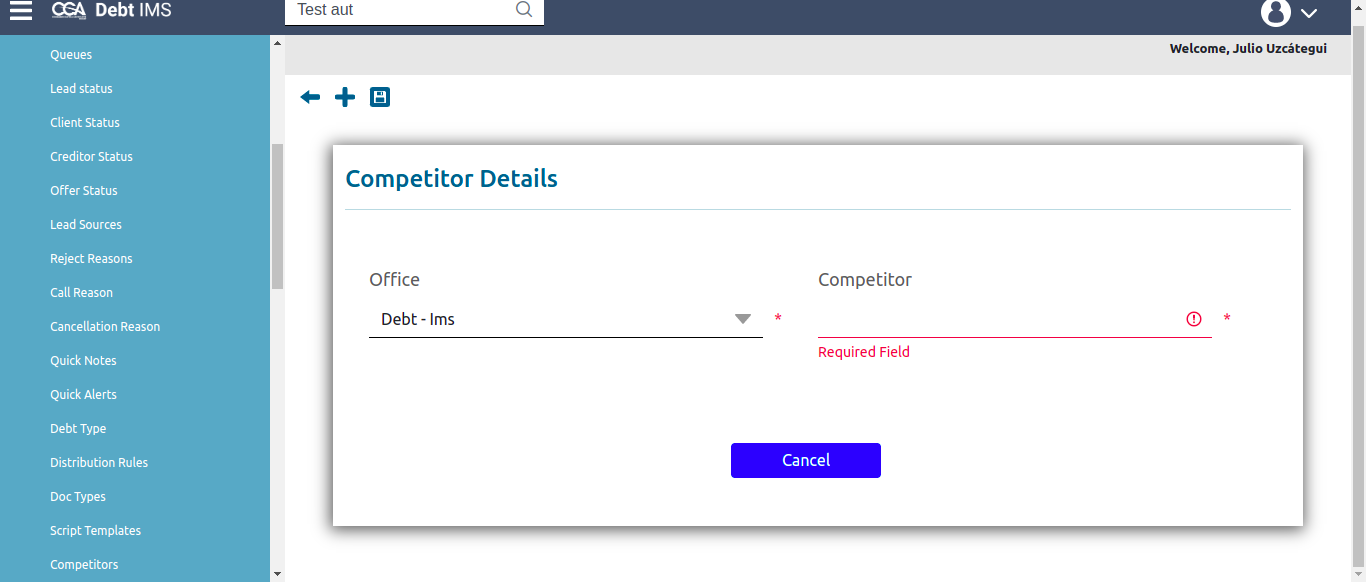 CGA Debt IMS
Test aut
Welcome, Julio Uzcátegui
Queues
Lead status
Client Status
Creditor Status
Offer Status
Lead Sources
Reject Reasons
Call Reason
Cancellation Reason
Quick Notes
Quick Alerts
Debt Type
Distribution Rules
Doc Types
Script Templates
Competitors
Competitor Details
Office
Competitor
Debt - Ims
*
*
Required Field
Cancel